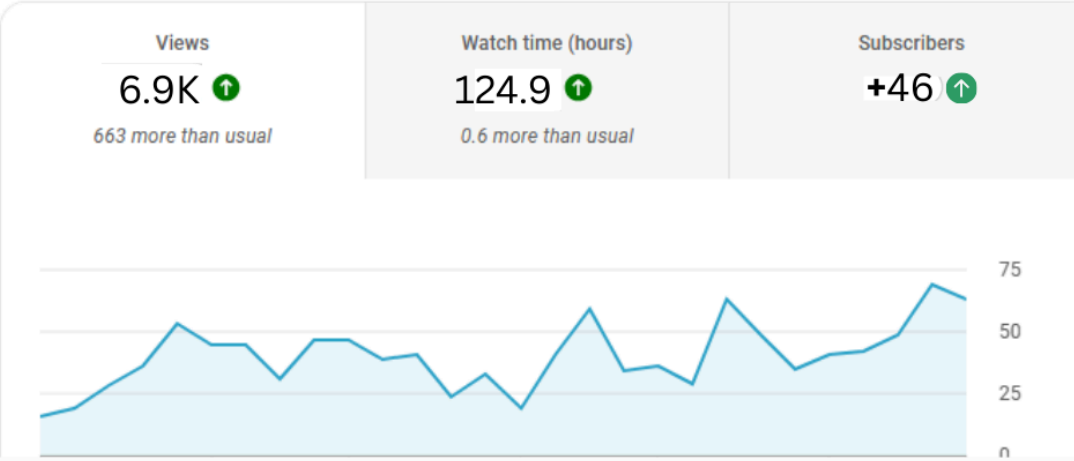 Views
6.9K
663 more than usual
Watch time (hours)
124.9
0.6 more than usual
Subscribers
+46
75
50
25
0